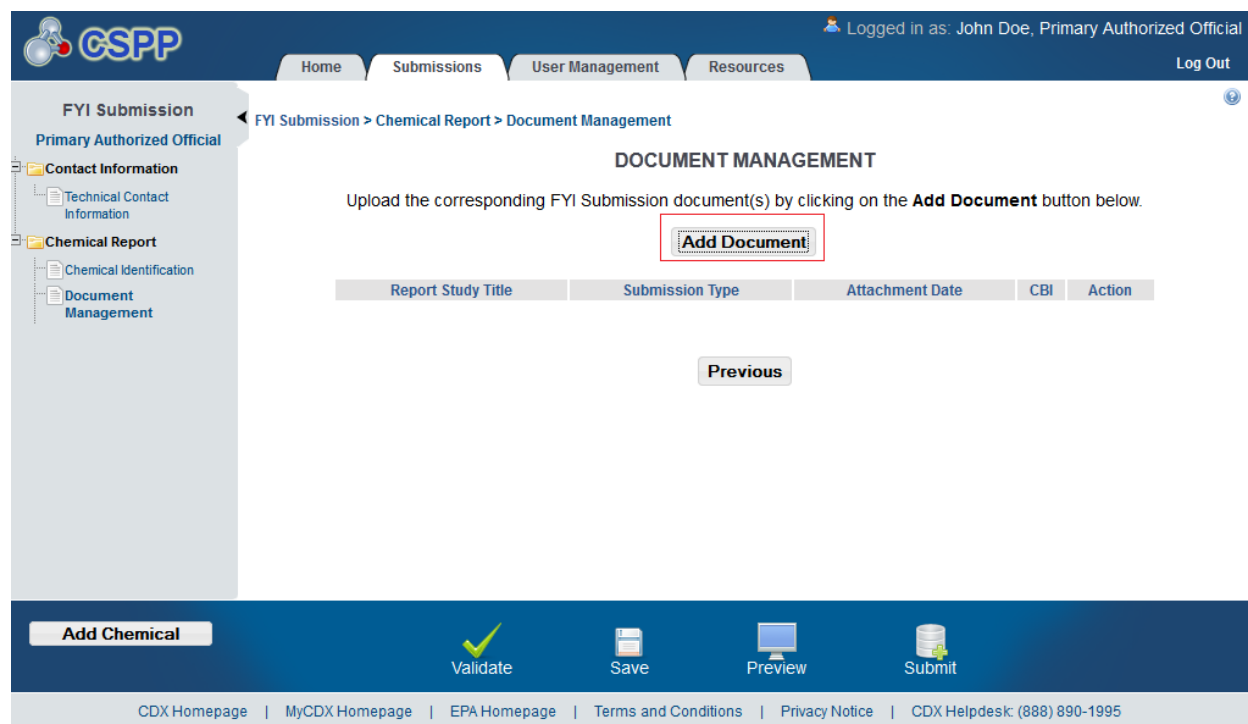 CSPP
Logged in as: John Doe, Primary Authorized Official
Home Submissions User Management Resources
Log Out
FYI Submission
Primary Authorized Official
Contact Information
Technical Contact
Information
Chemical Report
Chemical Identification
Document
Management
FYI Submission > Chemical Report > Document Management
DOCUMENT MANAGEMENT
Upload the corresponding FYI Submission document(s) by clicking on the Add Document button below.
Add Document
Report Study Title Submission Type Attachment Date CBI Action
Previous
Add Chemical
Validate Save Preview Submit
CDX Homepage | MyCDX Homepage | EPA Homepage | Terms and Conditions | Privacy Notice | CDX Helpdesk: (888) 890-1995